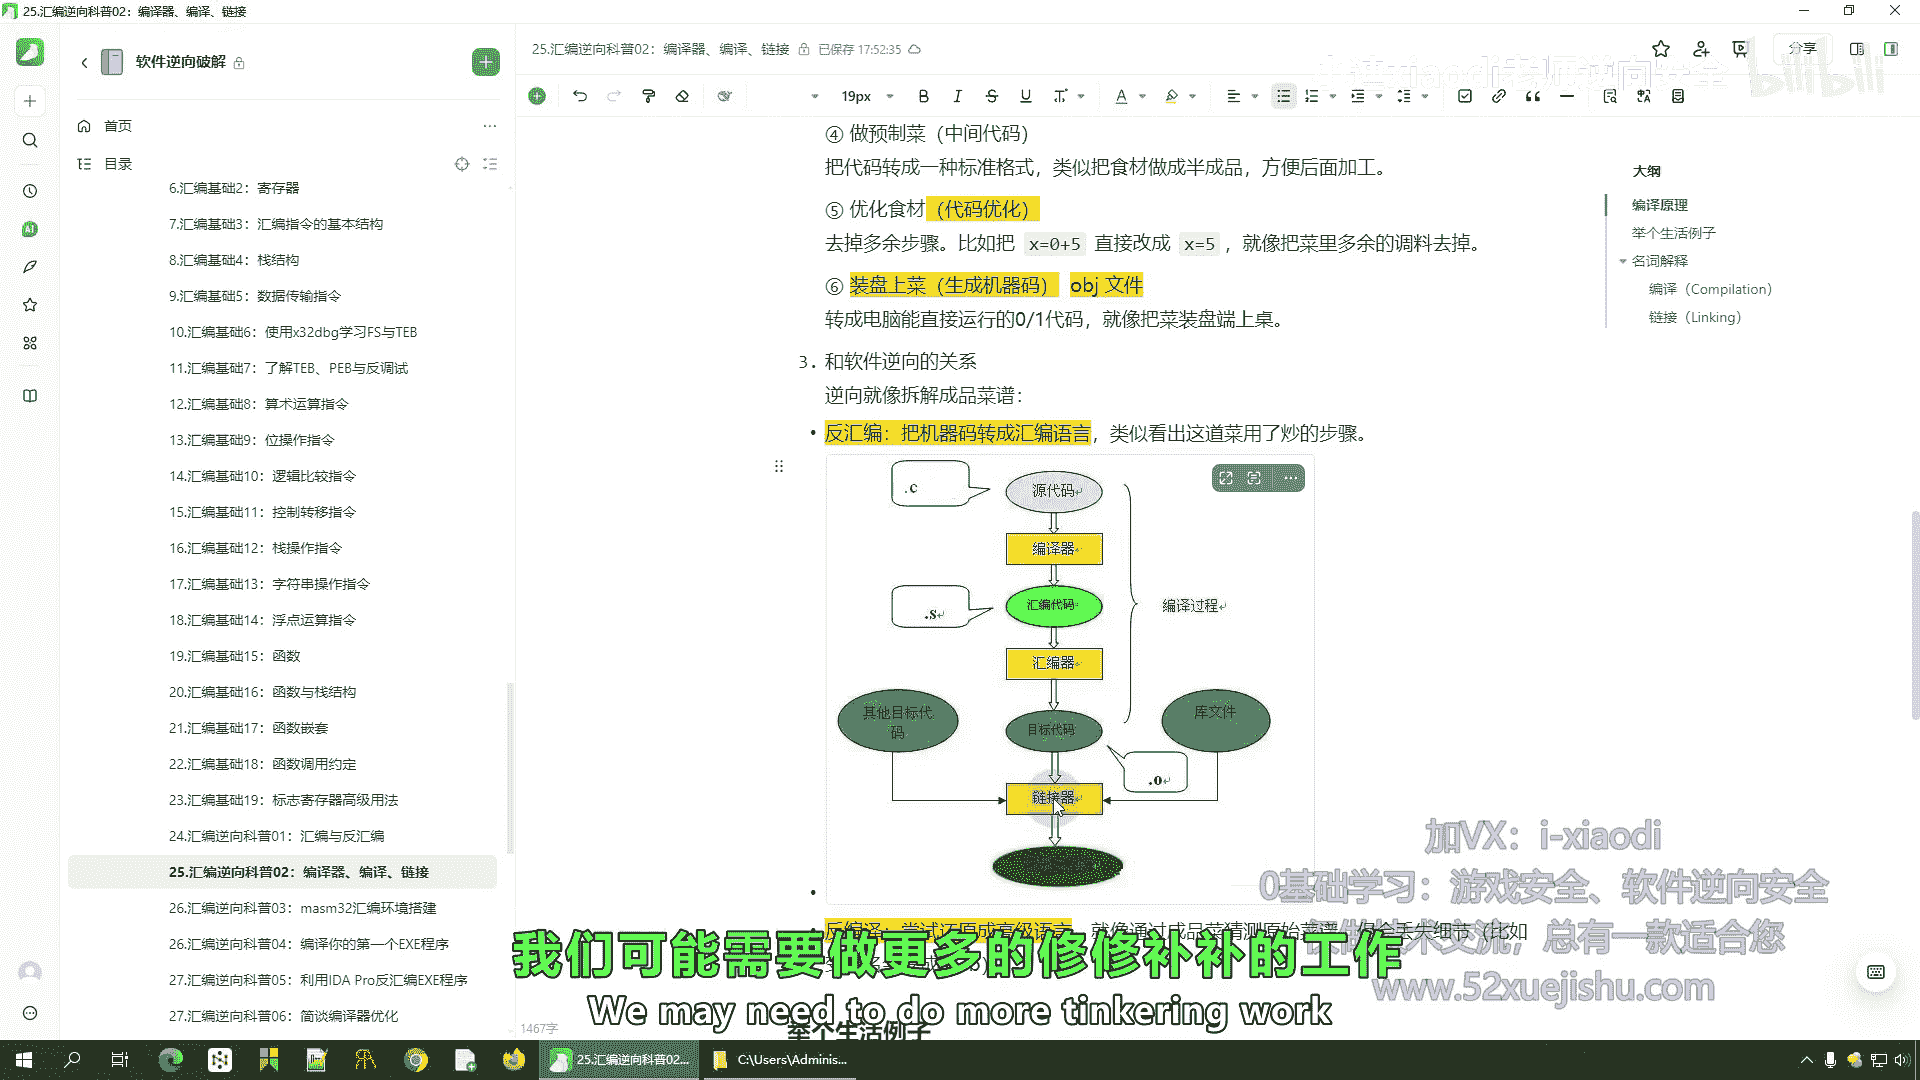 25.汇编逆向科普02：编译器、编译、链接
软件逆向破解
首页
目录
6.汇编基础2：寄存器
7.汇编基础3：汇编指令的基本结构
8.汇编基础4：栈结构
9.汇编基础5：数据传输指令
10.汇编基础6：使用x32dbg学习FS与TEB
11.汇编基础7：了解TEB、PEB与反调试
12.汇编基础8：算术运算指令
13.汇编基础9：位操作指令
14.汇编基础10：逻辑比较指令
15.汇编基础11：控制转移指令
16.汇编基础12：栈操作指令
17.汇编基础13：字符串操作指令
18.汇编基础14：浮点运算指令
19.汇编基础15：函数
20.汇编基础16：函数与栈结构
21.汇编基础17：函数嵌套
22.汇编基础18：函数调用约定
23.汇编基础19：标志寄存器高级用法
24.汇编逆向科普01：汇编与反汇编
25.汇编逆向科普02：编译器、编译、链接
26.汇编逆向科普03：masm32汇编环境搭建
26.汇编逆向科普04：编译你的第一个EXE程序
27.汇编逆向科普05：利用IDA Pro反汇编EXE程序
27.汇编逆向科普06：简谈编译器优化
25.汇编逆向科普02：编译器、编译、链接 已保存 17:52:35
分享
bilibili
19px
④ 做预制菜（中间代码）
把代码转成一种标准格式，类似把食材做成半成品，方便后面加工。
⑤ 优化食材（代码优化）
去掉多余步骤。比如把 x=0+5 直接改成 x=5 ，就像把菜里多余的调料去掉。
⑥ 装盘上菜（生成机器码） obj 文件
转成电脑能直接运行的0/1代码，就像把菜装盘端上桌。
3. 和软件逆向的关系
逆向就像拆解成品菜谱：
• 反汇编：把机器码转成汇编语言，类似看出这道菜用了炒的步骤。
.c
源代码
编译器
汇编代码
.s
编译过程
汇编器
其他目标代码
目标代码
库文件
.o
链接器
反编译：尝试还原成高级语言
举个生活例子
1467字
大纲
编译原理
举个生活例子
名词解释
编译（Compilation）
链接（Linking）
加VX：i-xiaodi
0基础学习：游戏安全、软件逆向安全
总有一款适合您
www.52xuejishu.com
我们可能需要做更多的修修补补的工作
We may need to do more tinkering work
25.汇编逆向科普02...
C:\Users\Adminis...